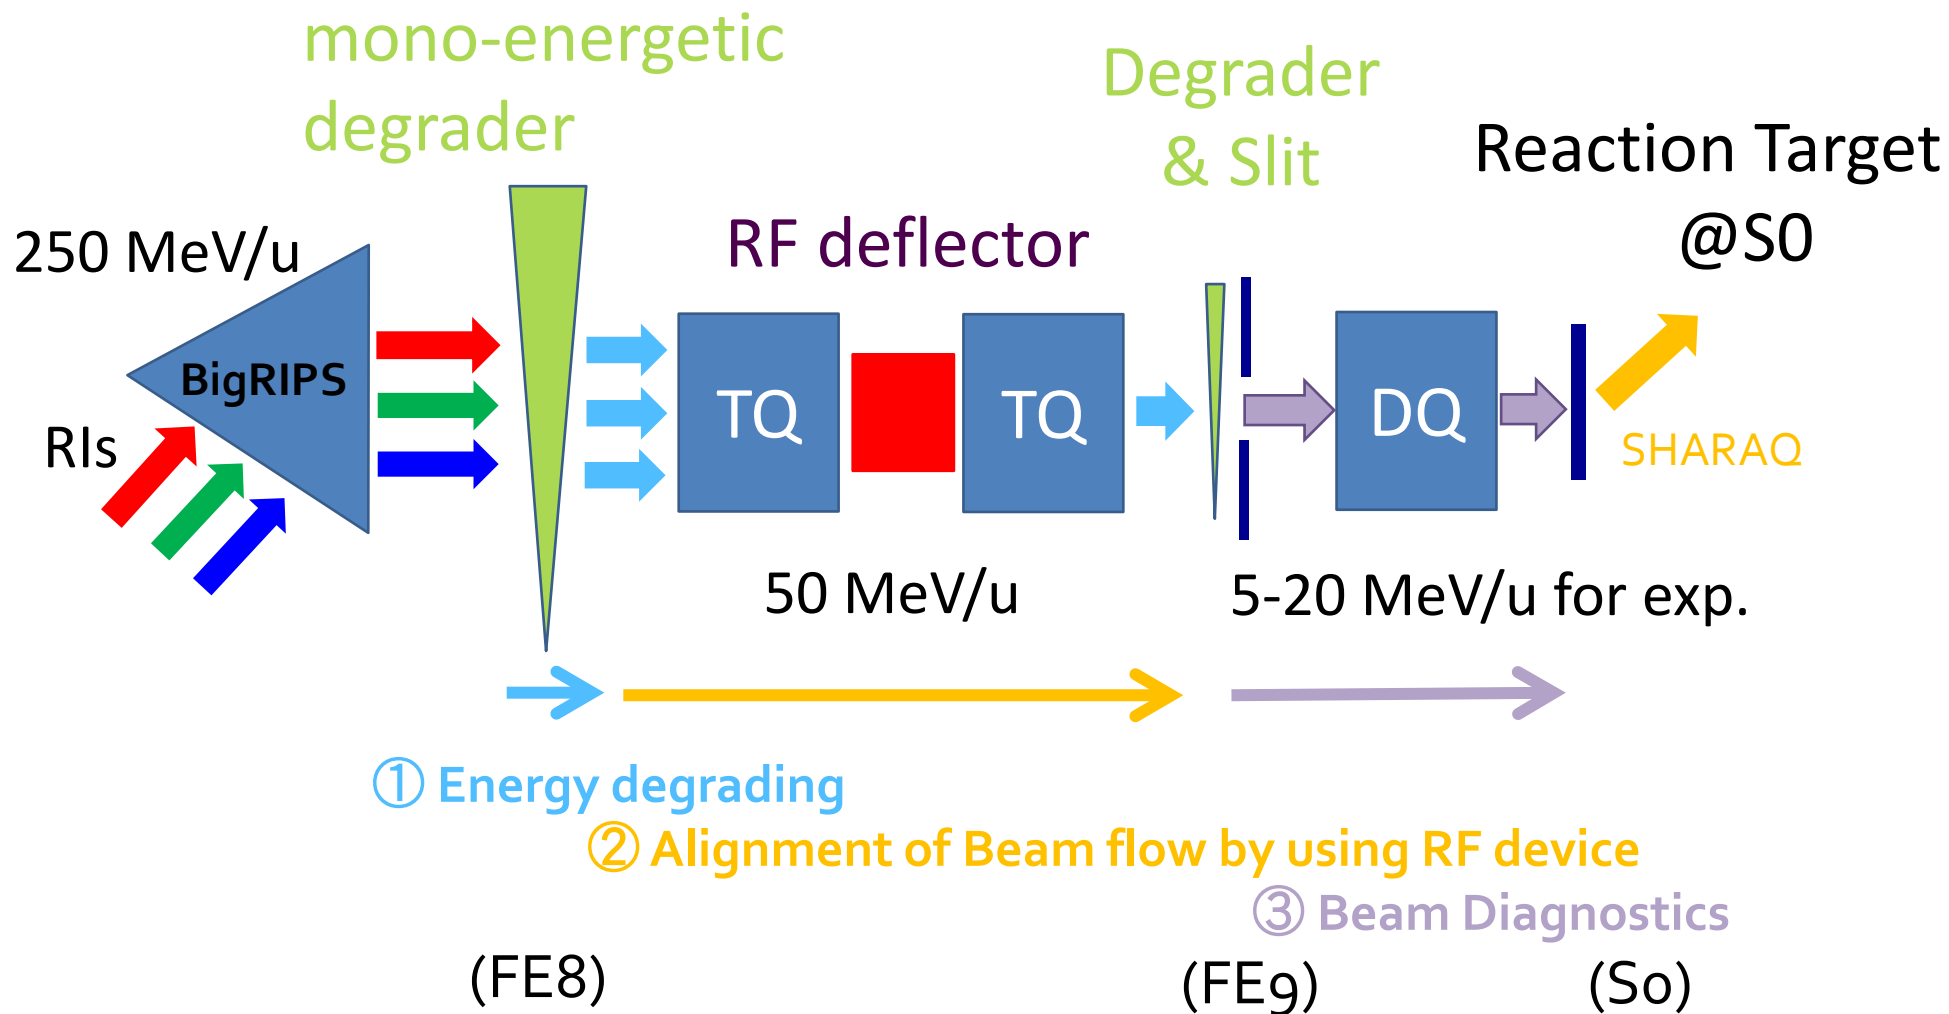 mono-energetic
degrader
Degrader
& Slit
Reaction Target
@S0
250 MeV/u
RF deflector
BigRIPS
RIs
TQ
TQ
DQ
SHARAQ
50 MeV/u
5-20 MeV/u for exp.
① Energy degrading
② Alignment of Beam flow by using RF device
③ Beam Diagnostics
(FE8)
(FE9)
(S0)